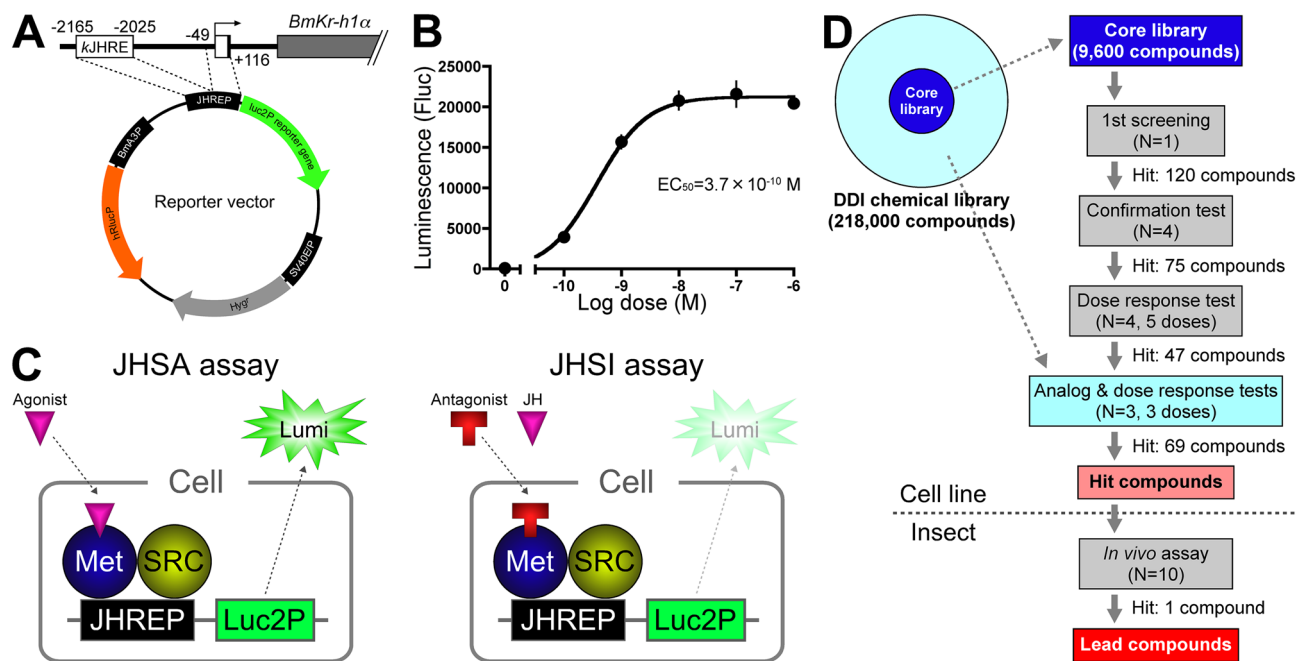 A
-2165
-2025
BmKr-h1α
-49
kJHRE
+116
JHREP
luc2P reporter gene
BmA3P
hRlucP
Reporter vector
SV40E/P
Hygʳ
B
Luminescence (Fluc)
25000
20000
15000
10000
5000
0
EC₅₀=3.7×10⁻¹⁰ M
0
-10
-9
-8
-7
-6
Log dose (M)
C
JHSA assay
Agonist
Lumi
Cell
Met
SRC
JHREP
Luc2P
JHSI assay
Antagonist
JH
Lumi
Cell
Met
SRC
JHREP
Luc2P
D
Core
library
DDI chemical library
(218,000 compounds)
Core library
(9,600 compounds)
1st screening
(N=1)
Hit: 120 compounds
Confirmation test
(N=4)
Hit: 75 compounds
Dose response test
(N=4, 5 doses)
Hit: 47 compounds
Analog & dose response tests
(N=3, 3 doses)
Hit: 69 compounds
Hit compounds
Cell line
Insect
In vivo assay
(N=10)
Hit: 1 compound
Lead compounds